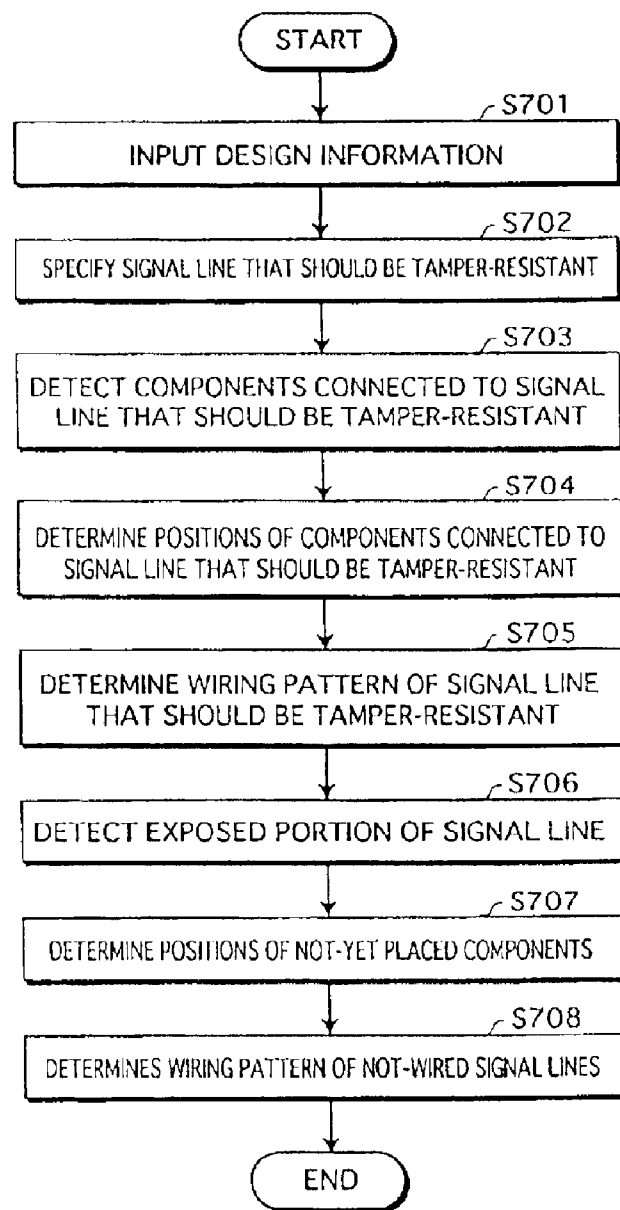 START
S701
INPUT DESIGN INFORMATION
S702
SPECIFY SIGNAL LINE THAT SHOULD BE TAMPER-RESISTANT
S703
DETECT COMPONENTS CONNECTED TO SIGNAL
LINE THAT SHOULD BE TAMPER-RESISTANT
S704
DETERMINE POSITIONS OF COMPONENTS CONNECTED TO
SIGNAL LINE THAT SHOULD BE TAMPER-RESISTANT
S705
DETERMINE WIRING PATTERN OF SIGNAL LINE
THAT SHOULD BE TAMPER-RESISTANT
S706
DETECT EXPOSED PORTION OF SIGNAL LINE
S707
DETERMINE POSITIONS OF NOT-YET PLACED COMPONENTS
S708
DETERMINES WIRING PATTERN OF NOT-WIRED SIGNAL LINES
END